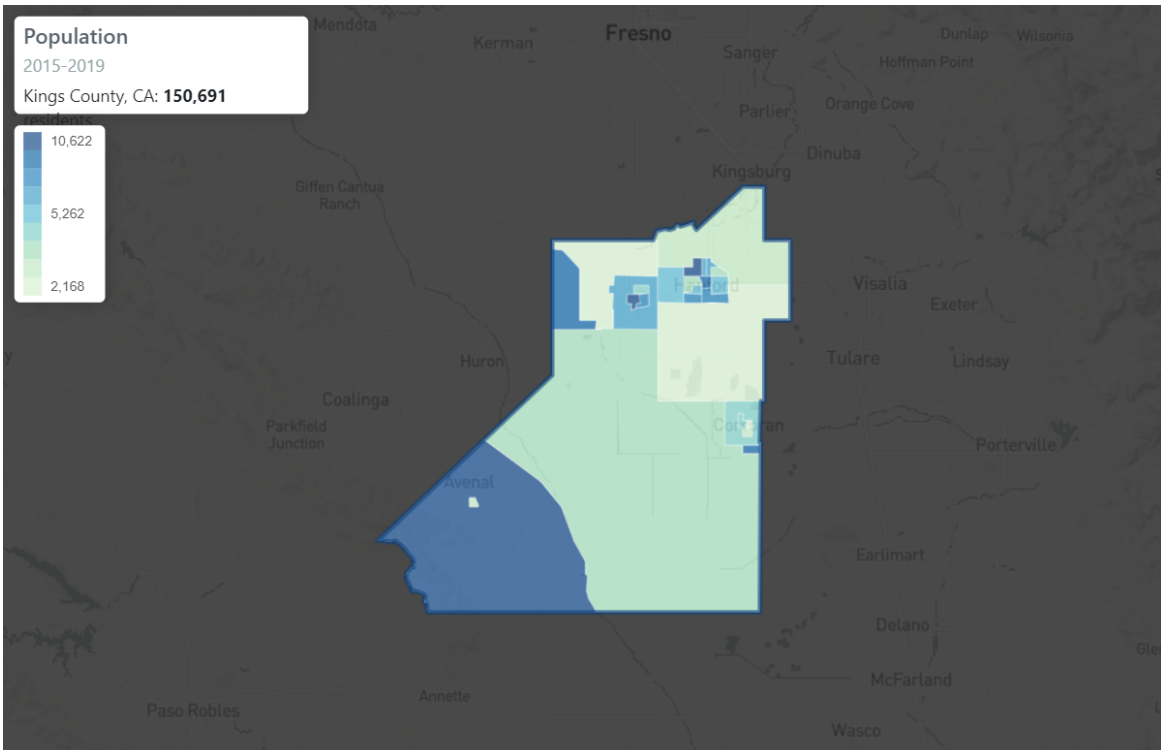 Population
2015-2019
Kings County, CA: 150,691
residents
10,622
5,262
2,168
Mendota
Kerman
Fresno
Sanger
Dunlap
Wilsonia
Hoffman Point
Parlier
Orange Cove
Dinuba
Kingsburg
Giffen Cantua
Ranch
Hanford
Visalia
Exeter
Huron
Tulare
Lindsay
Coalinga
Parkfield
Junction
Corcoran
Porterville
Avenal
Earlimart
Delano
McFarland
Annette
Paso Robles
Wasco